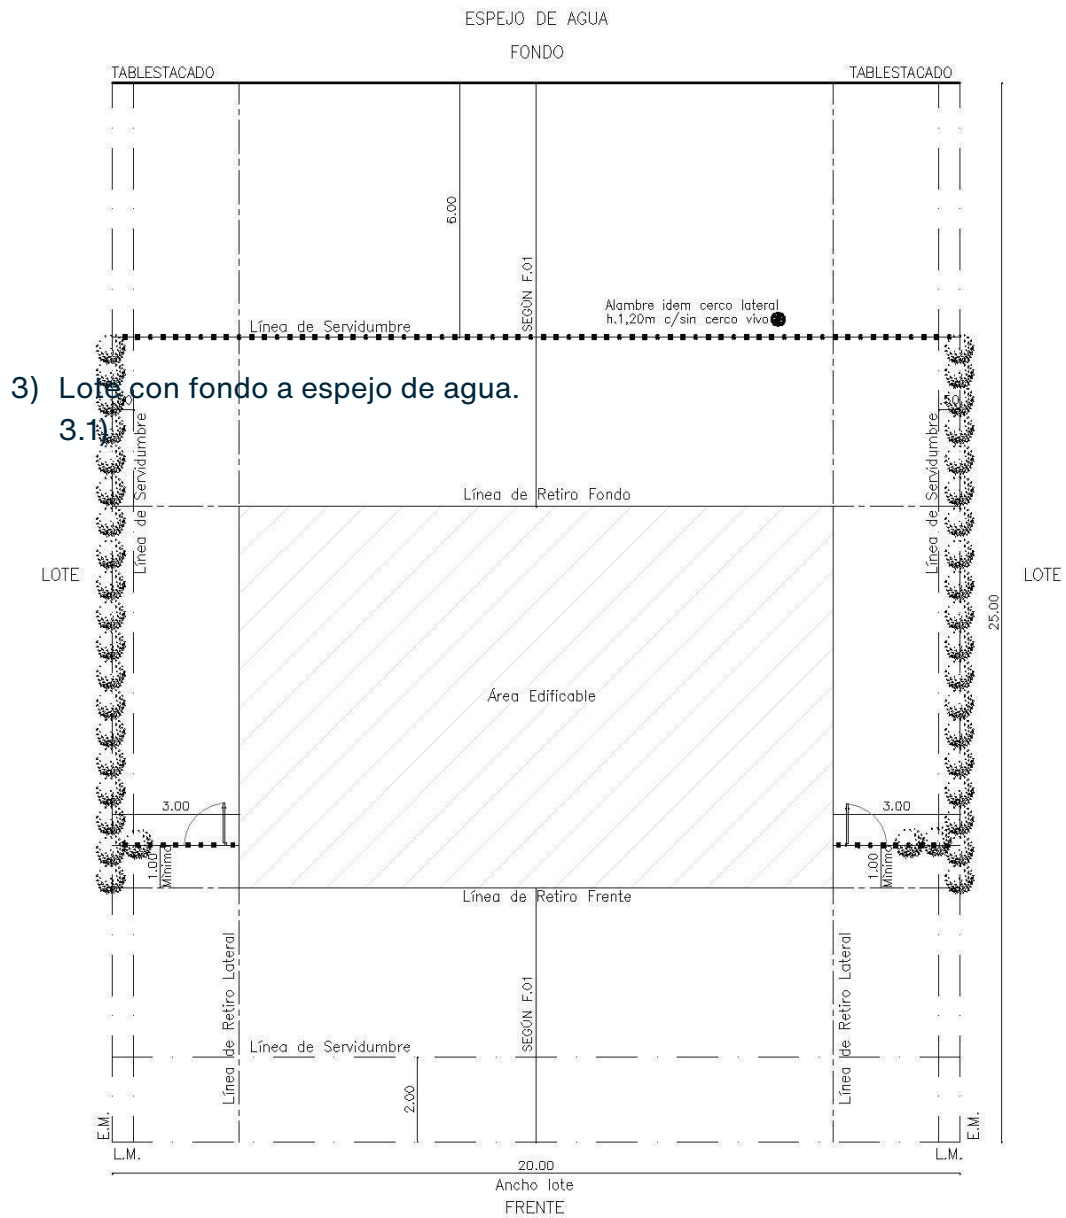 ESPEJO DE AGUA
FONDO
TABLESTACADO
TABLESTACADO
6.00
SEGÚN F.01
Alambre idem cerco lateral
h.1,20m c/sin cerco vivo
Línea de Servidumbre
3) Lote con fondo a espejo de agua.
3.1)
.50
Línea de Servidumbre
Línea de Servidumbre
Línea de Retiro Fondo
LOTE
LOTE
25.00
Área Edificable
3.00
3.00
1.00
Mínimo
1.00
Mínimo
Línea de Retiro Frente
Línea de Retiro Lateral
SEGÚN F.01
Línea de Retiro Lateral
Línea de Servidumbre
2.00
E.M.
E.M.
L.M.
L.M.
20.00
Ancho lote
FRENTE